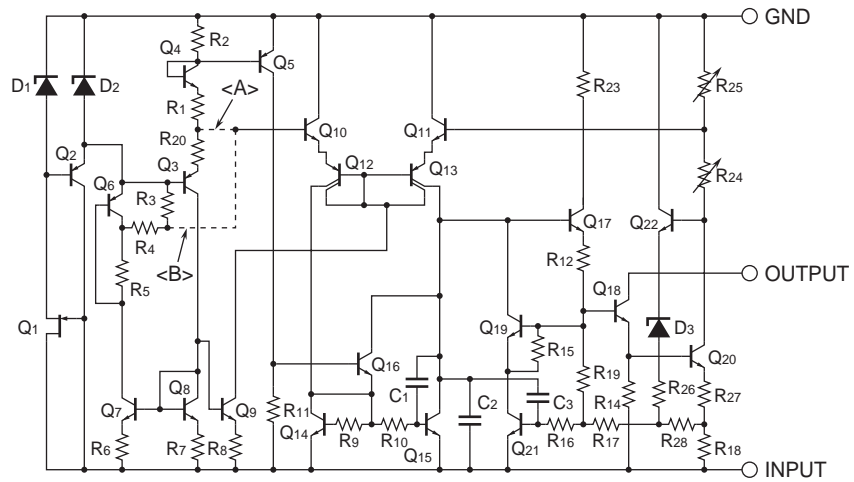 GND
Q4
R2
Q5
D1
D2
<A>
R23
R25
R1
Q10
Q11
R20
Q2
Q3
Q12
Q13
Q6
R3
R24
R4
Q17
Q22
<B>
R12
R5
OUTPUT
Q18
Q1
Q19
D3
R15
Q16
Q20
C1
R19
Q7
Q8
Q9
R11
C2
C3
R14
R26
R27
Q14
R9
R10
R16
R17
R28
R6
R7
R8
Q15
Q21
R18
INPUT